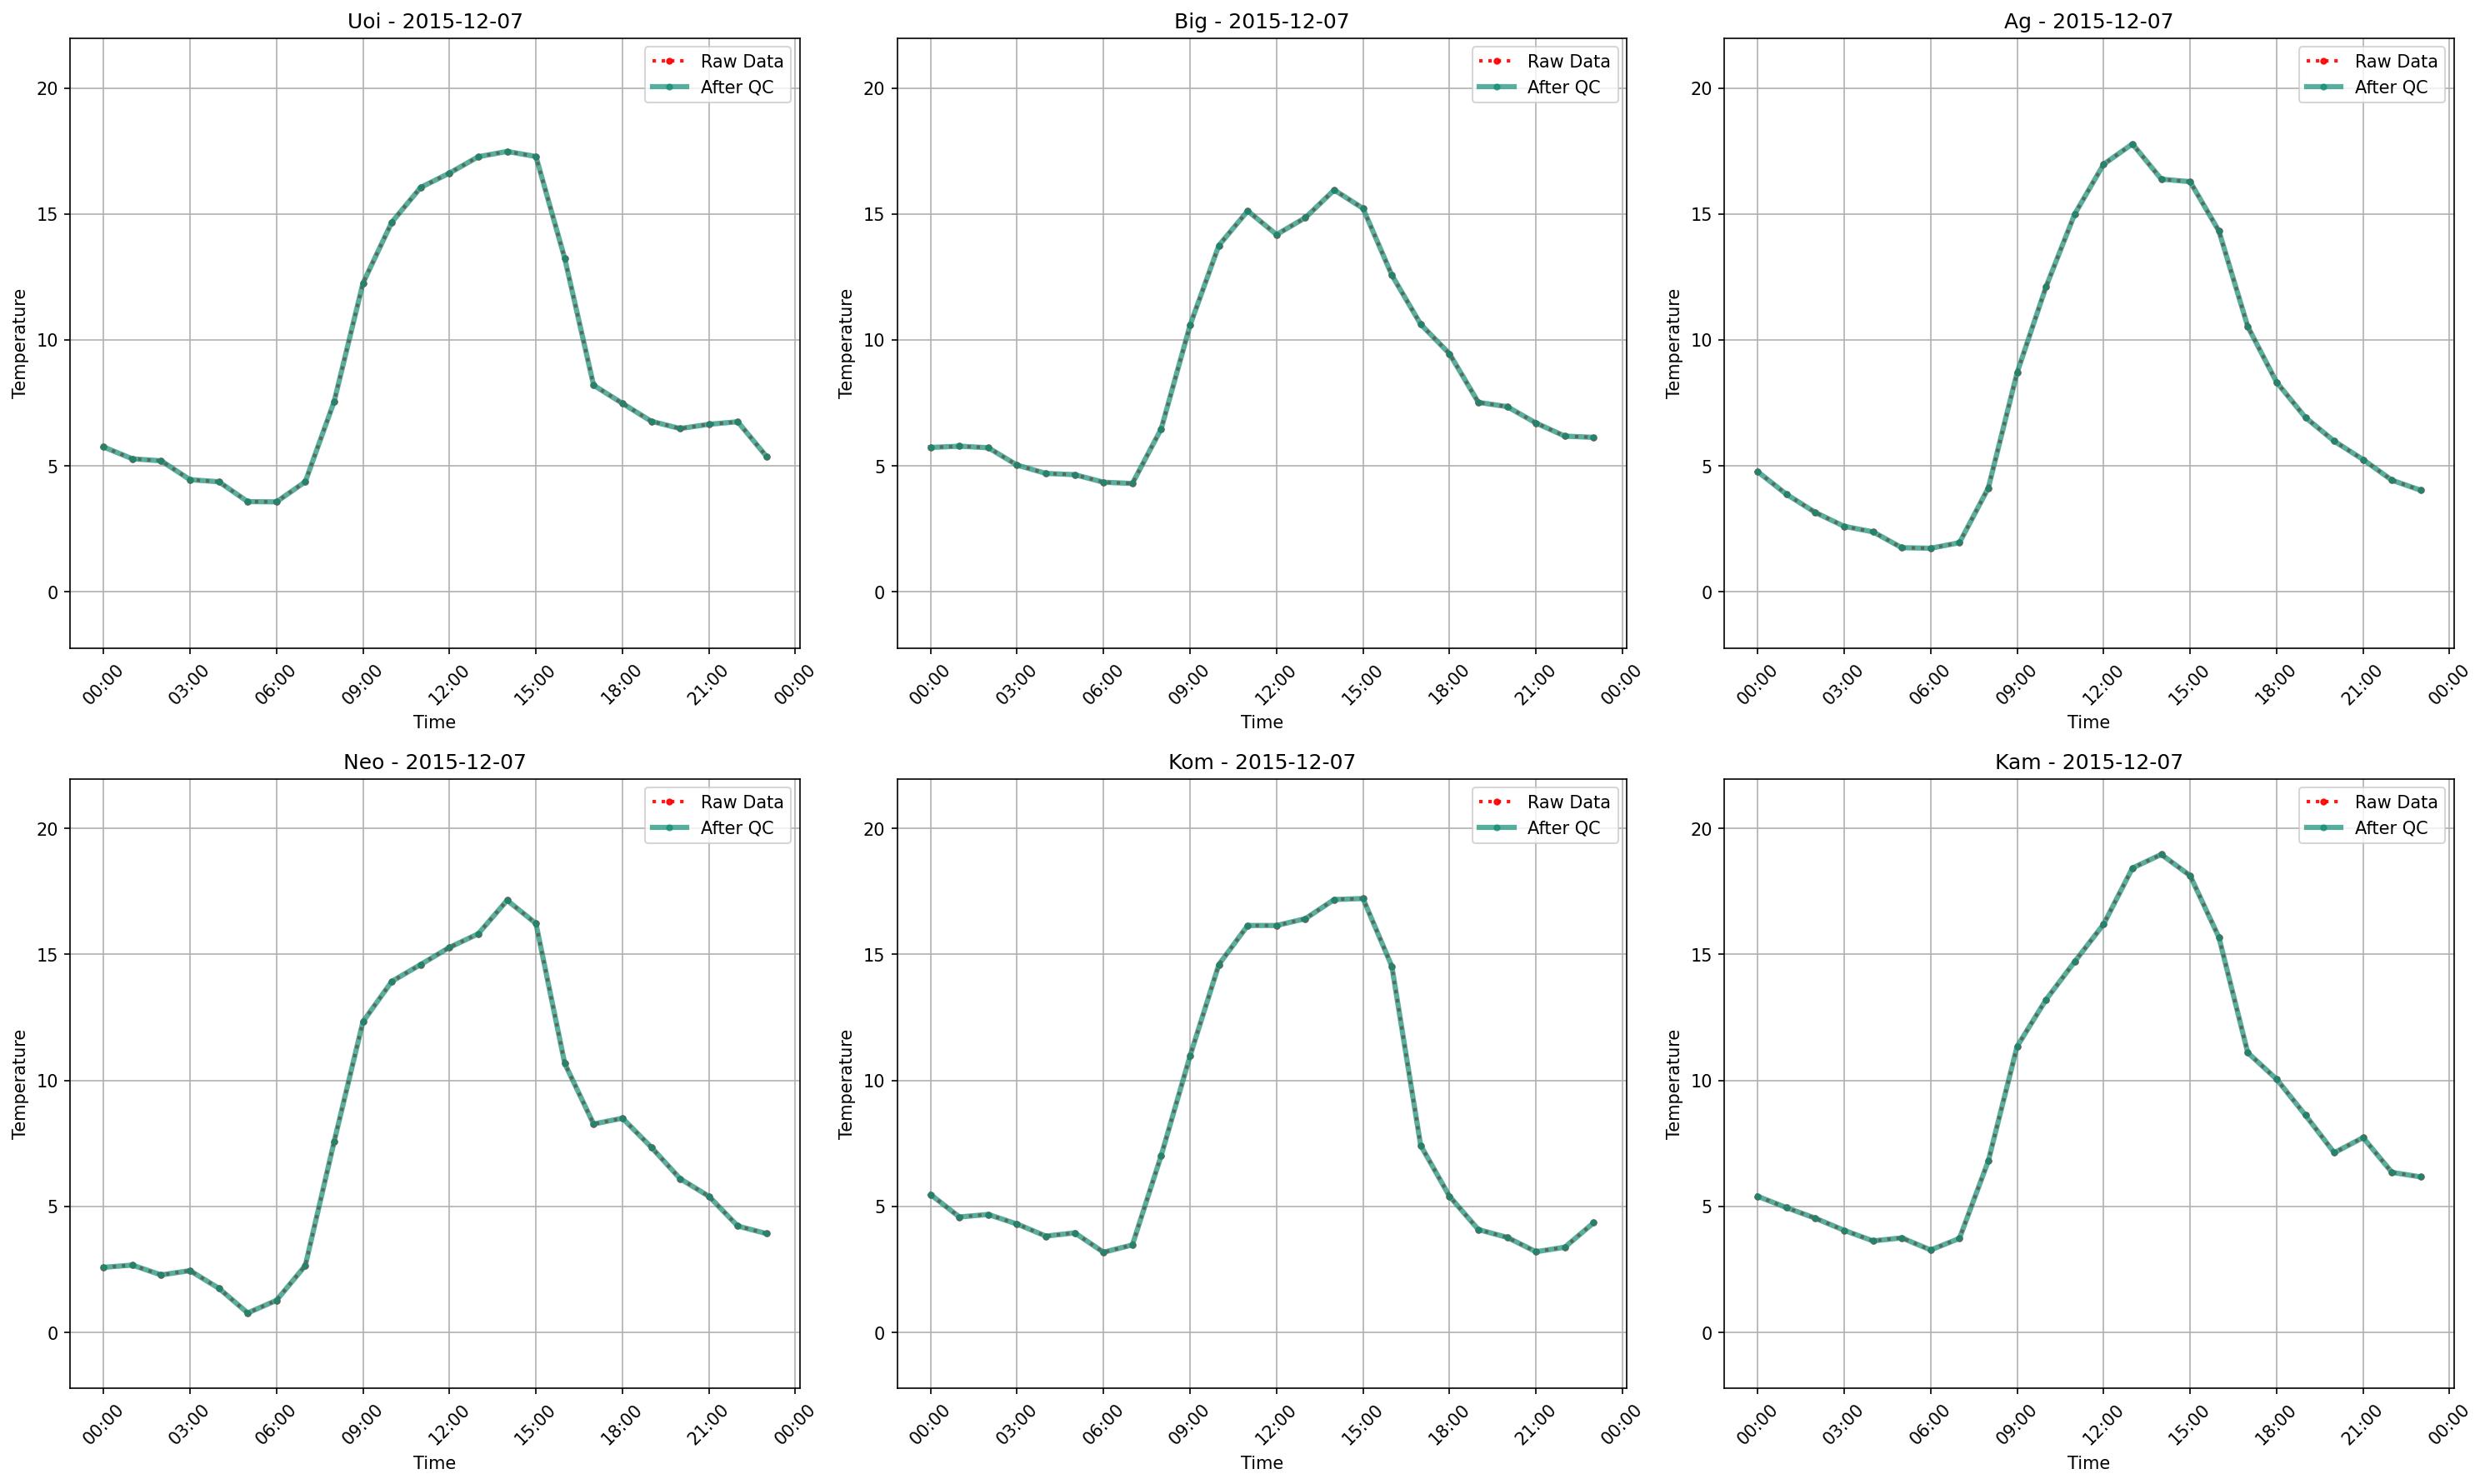 Uoi - 2015-12-07
Raw Data
After QC
Temperature
20
15
10
5
0
00:00
03:00
06:00
09:00
12:00
15:00
18:00
21:00
00:00
Time
Big - 2015-12-07
Raw Data
After QC
Temperature
20
15
10
5
0
00:00
03:00
06:00
09:00
12:00
15:00
18:00
21:00
00:00
Time
Ag - 2015-12-07
Raw Data
After QC
Temperature
20
15
10
5
0
00:00
03:00
06:00
09:00
12:00
15:00
18:00
21:00
00:00
Time
Neo - 2015-12-07
Raw Data
After QC
Temperature
20
15
10
5
0
00:00
03:00
06:00
09:00
12:00
15:00
18:00
21:00
00:00
Time
Kom - 2015-12-07
Raw Data
After QC
Temperature
20
15
10
5
0
00:00
03:00
06:00
09:00
12:00
15:00
18:00
21:00
00:00
Time
Kam - 2015-12-07
Raw Data
After QC
Temperature
20
15
10
5
0
00:00
03:00
06:00
09:00
12:00
15:00
18:00
21:00
00:00
Time